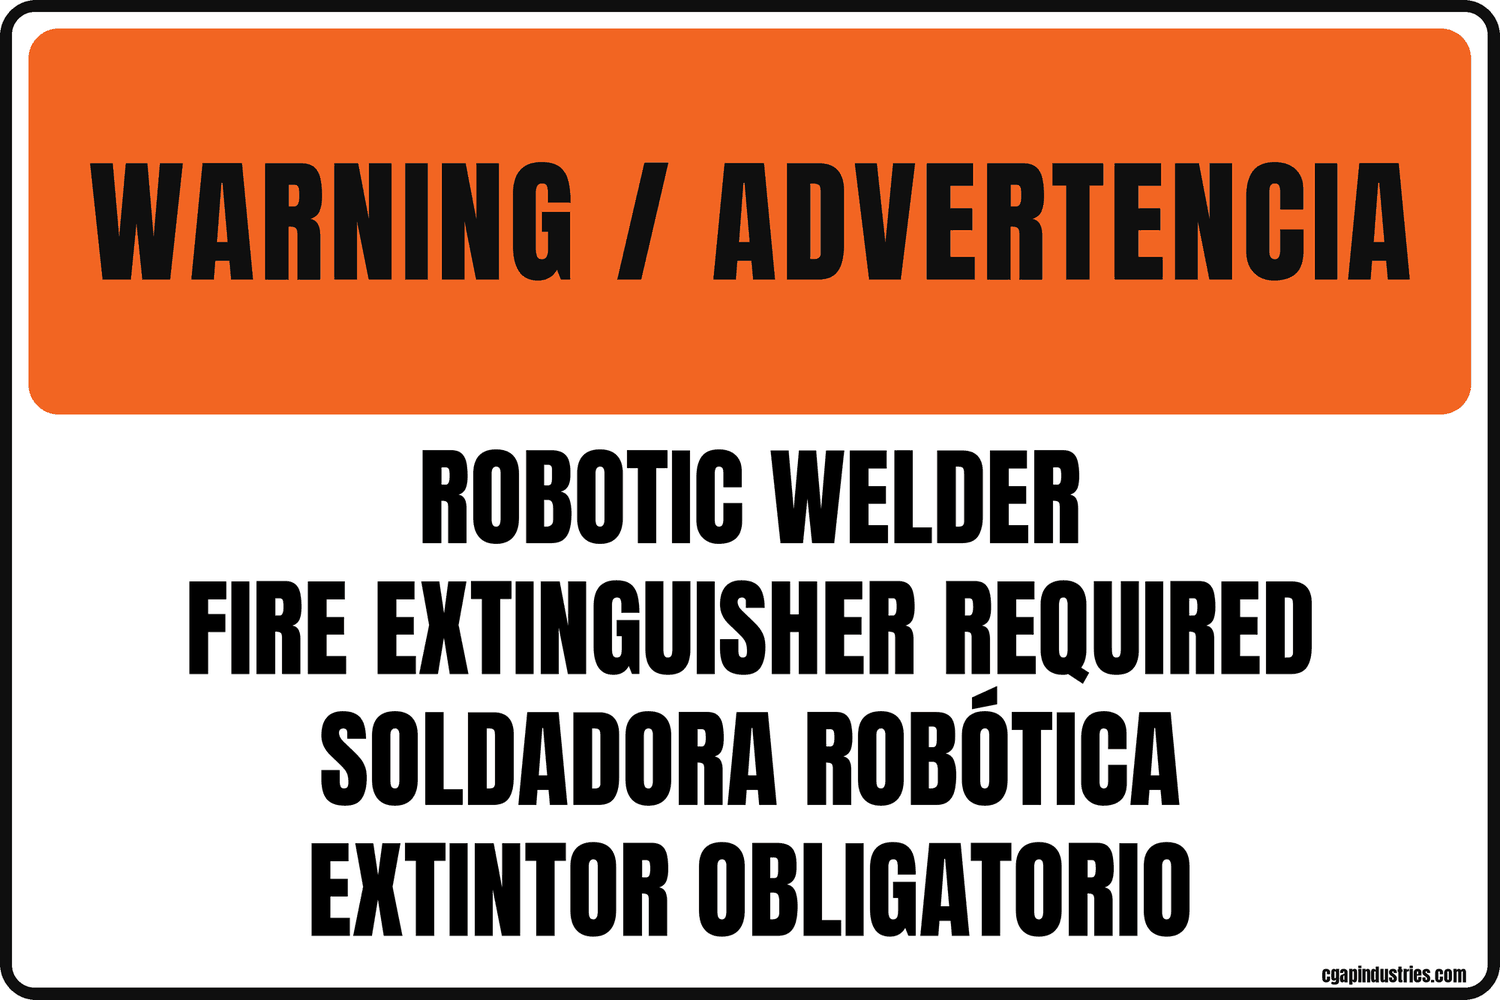 WARNING / ADVERTENCIA
ROBOTIC WELDER
FIRE EXTINGUISHER REQUIRED
SOLDADORA ROBÓTICA
EXTINTOR OBLIGATORIO
cgapindustries.com